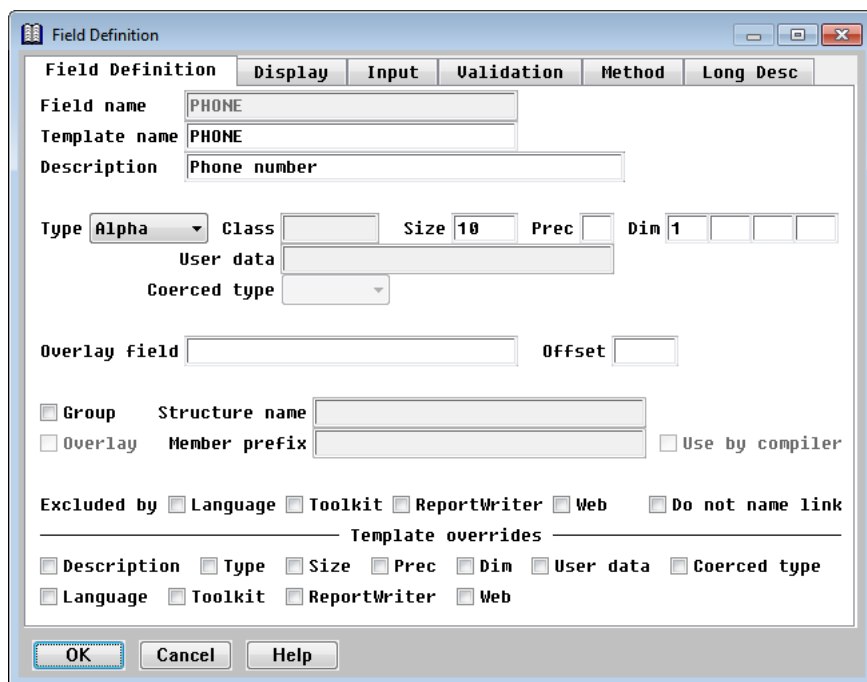 Field Definition
Field Definition Display Input Validation Method Long Desc
Field name PHONE
Template name PHONE
Description Phone number
Type Alpha Class Size 10 Prec Dim 1
User data
Coerced type
Overlay field Offset
Group Structure name
Overlay Member prefix Use by compiler
Excluded by Language Toolkit ReportWriter Web Do not name link
Template overrides
Description Type Size Prec Dim User data Coerced type
Language Toolkit ReportWriter Web
OK Cancel Help